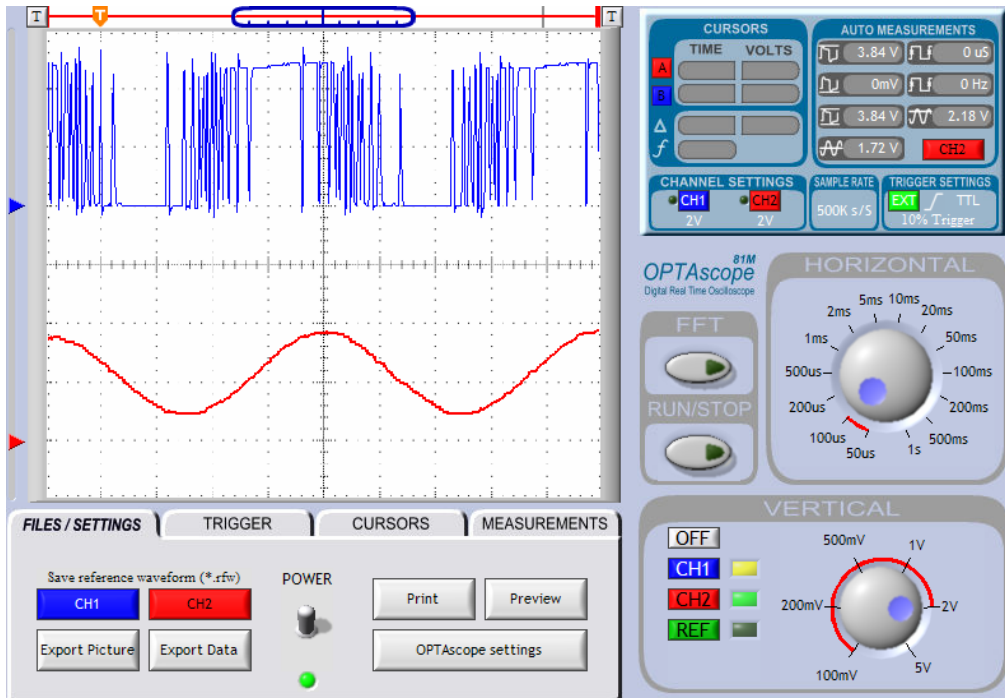 T
T
T
CURSORS
TIME VOLTS
A
B
Δ
f
AUTO MEASUREMENTS
3.84 V 0 uS
0mV 0 Hz
3.84 V 2.18 V
1.72 V CH2
CHANNEL SETTINGS
CH1 CH2
2V 2V
SAMPLE RATE
500K s/S
TRIGGER SETTINGS
EXT TTL
10% Trigger
OPTAscope 81M
Digital Real Time Oscilloscope
FFT
RUN/STOP
HORIZONTAL
50us
100us
200us
500us
1ms
2ms
5ms
10ms
20ms
50ms
100ms
200ms
500ms
1s
VERTICAL
OFF
CH1
CH2
REF
100mV
200mV
500mV
1V
2V
5V
FILES / SETTINGS TRIGGER CURSORS MEASUREMENTS
Save reference waveform (*.rfw)
CH1 CH2
Export Picture Export Data
POWER
Print Preview
OPTAscope settings